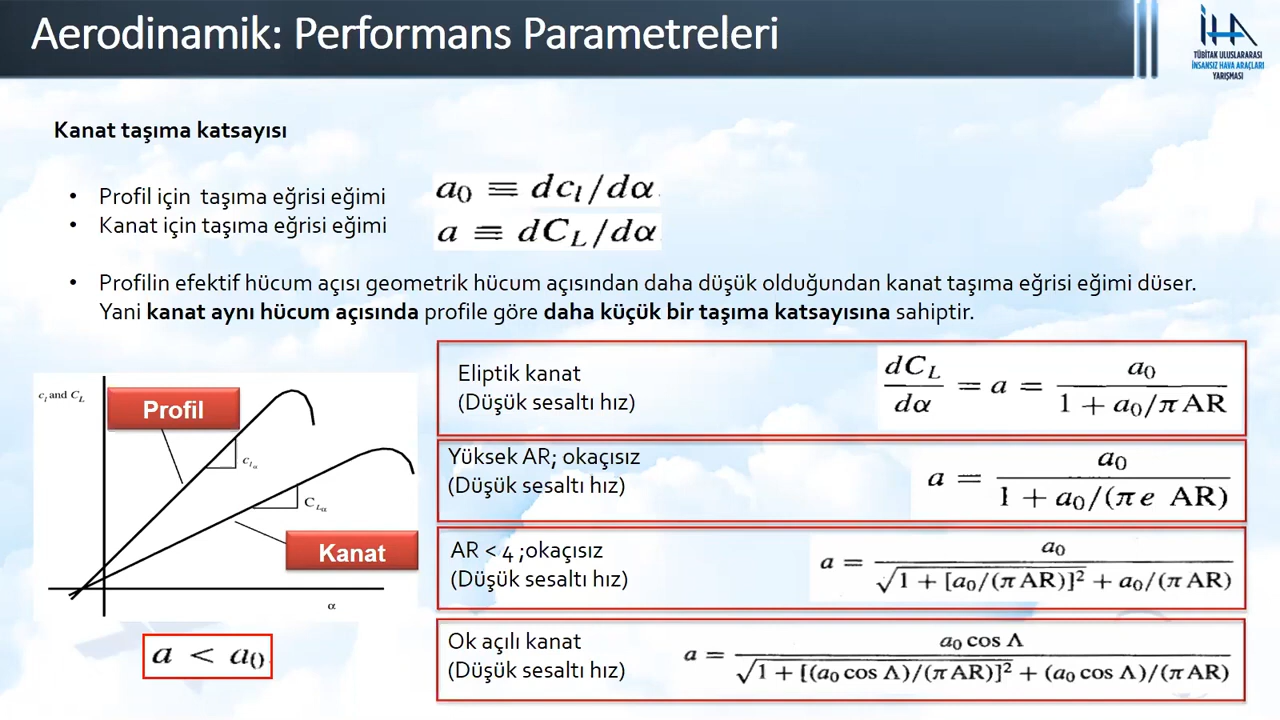 Aerodinamik: Performans Parametreleri
İHA
TÜBİTAK ULUSLARARASI
İNSANSIZ HAVA ARAÇLARI
YARIŞMASI
Kanat taşıma katsayısı
• Profil için taşıma eğrisi eğimi
a₀ ≡ dc_l/dα
• Kanat için taşıma eğrisi eğimi
a ≡ dC_L/dα
• Profilin efektif hücum açısı geometrik hücum açısından daha düşük olduğundan kanat taşıma eğrisi eğimi düser.
Yani kanat aynı hücum açısında profile göre daha küçük bir taşıma katsayısına sahiptir.
c_l and C_L
Profil
c_{l_α}
C_{L_α}
Kanat
α
a < a₀
Eliptik kanat
(Düşük sesaltı hız)
dC_L/dα = a = a₀ / (1 + a₀/π AR)
Yüksek AR; okaçısız
(Düşük sesaltı hız)
a = a₀ / (1 + a₀/(π e AR))
AR < 4 ;okaçısız
(Düşük sesaltı hız)
a = a₀ / (√(1 + [a₀/(π AR)]²) + a₀/(π AR))
Ok açılı kanat
(Düşük sesaltı hız)
a = a₀ cos Λ / (√(1 + [(a₀ cos Λ)/(π AR)]²) + (a₀ cos Λ)/(π AR))